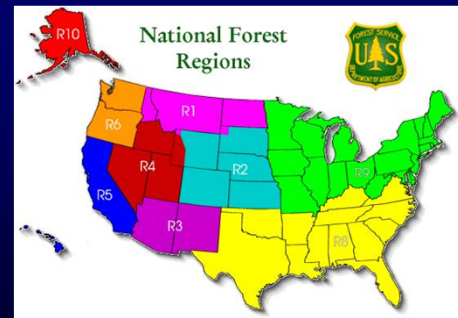 National Forest
Regions
FOREST SERVICE
U S
DEPARTMENT OF AGRICULTURE
R10
R6
R1
R4
R2
R9
R5
R3
R8